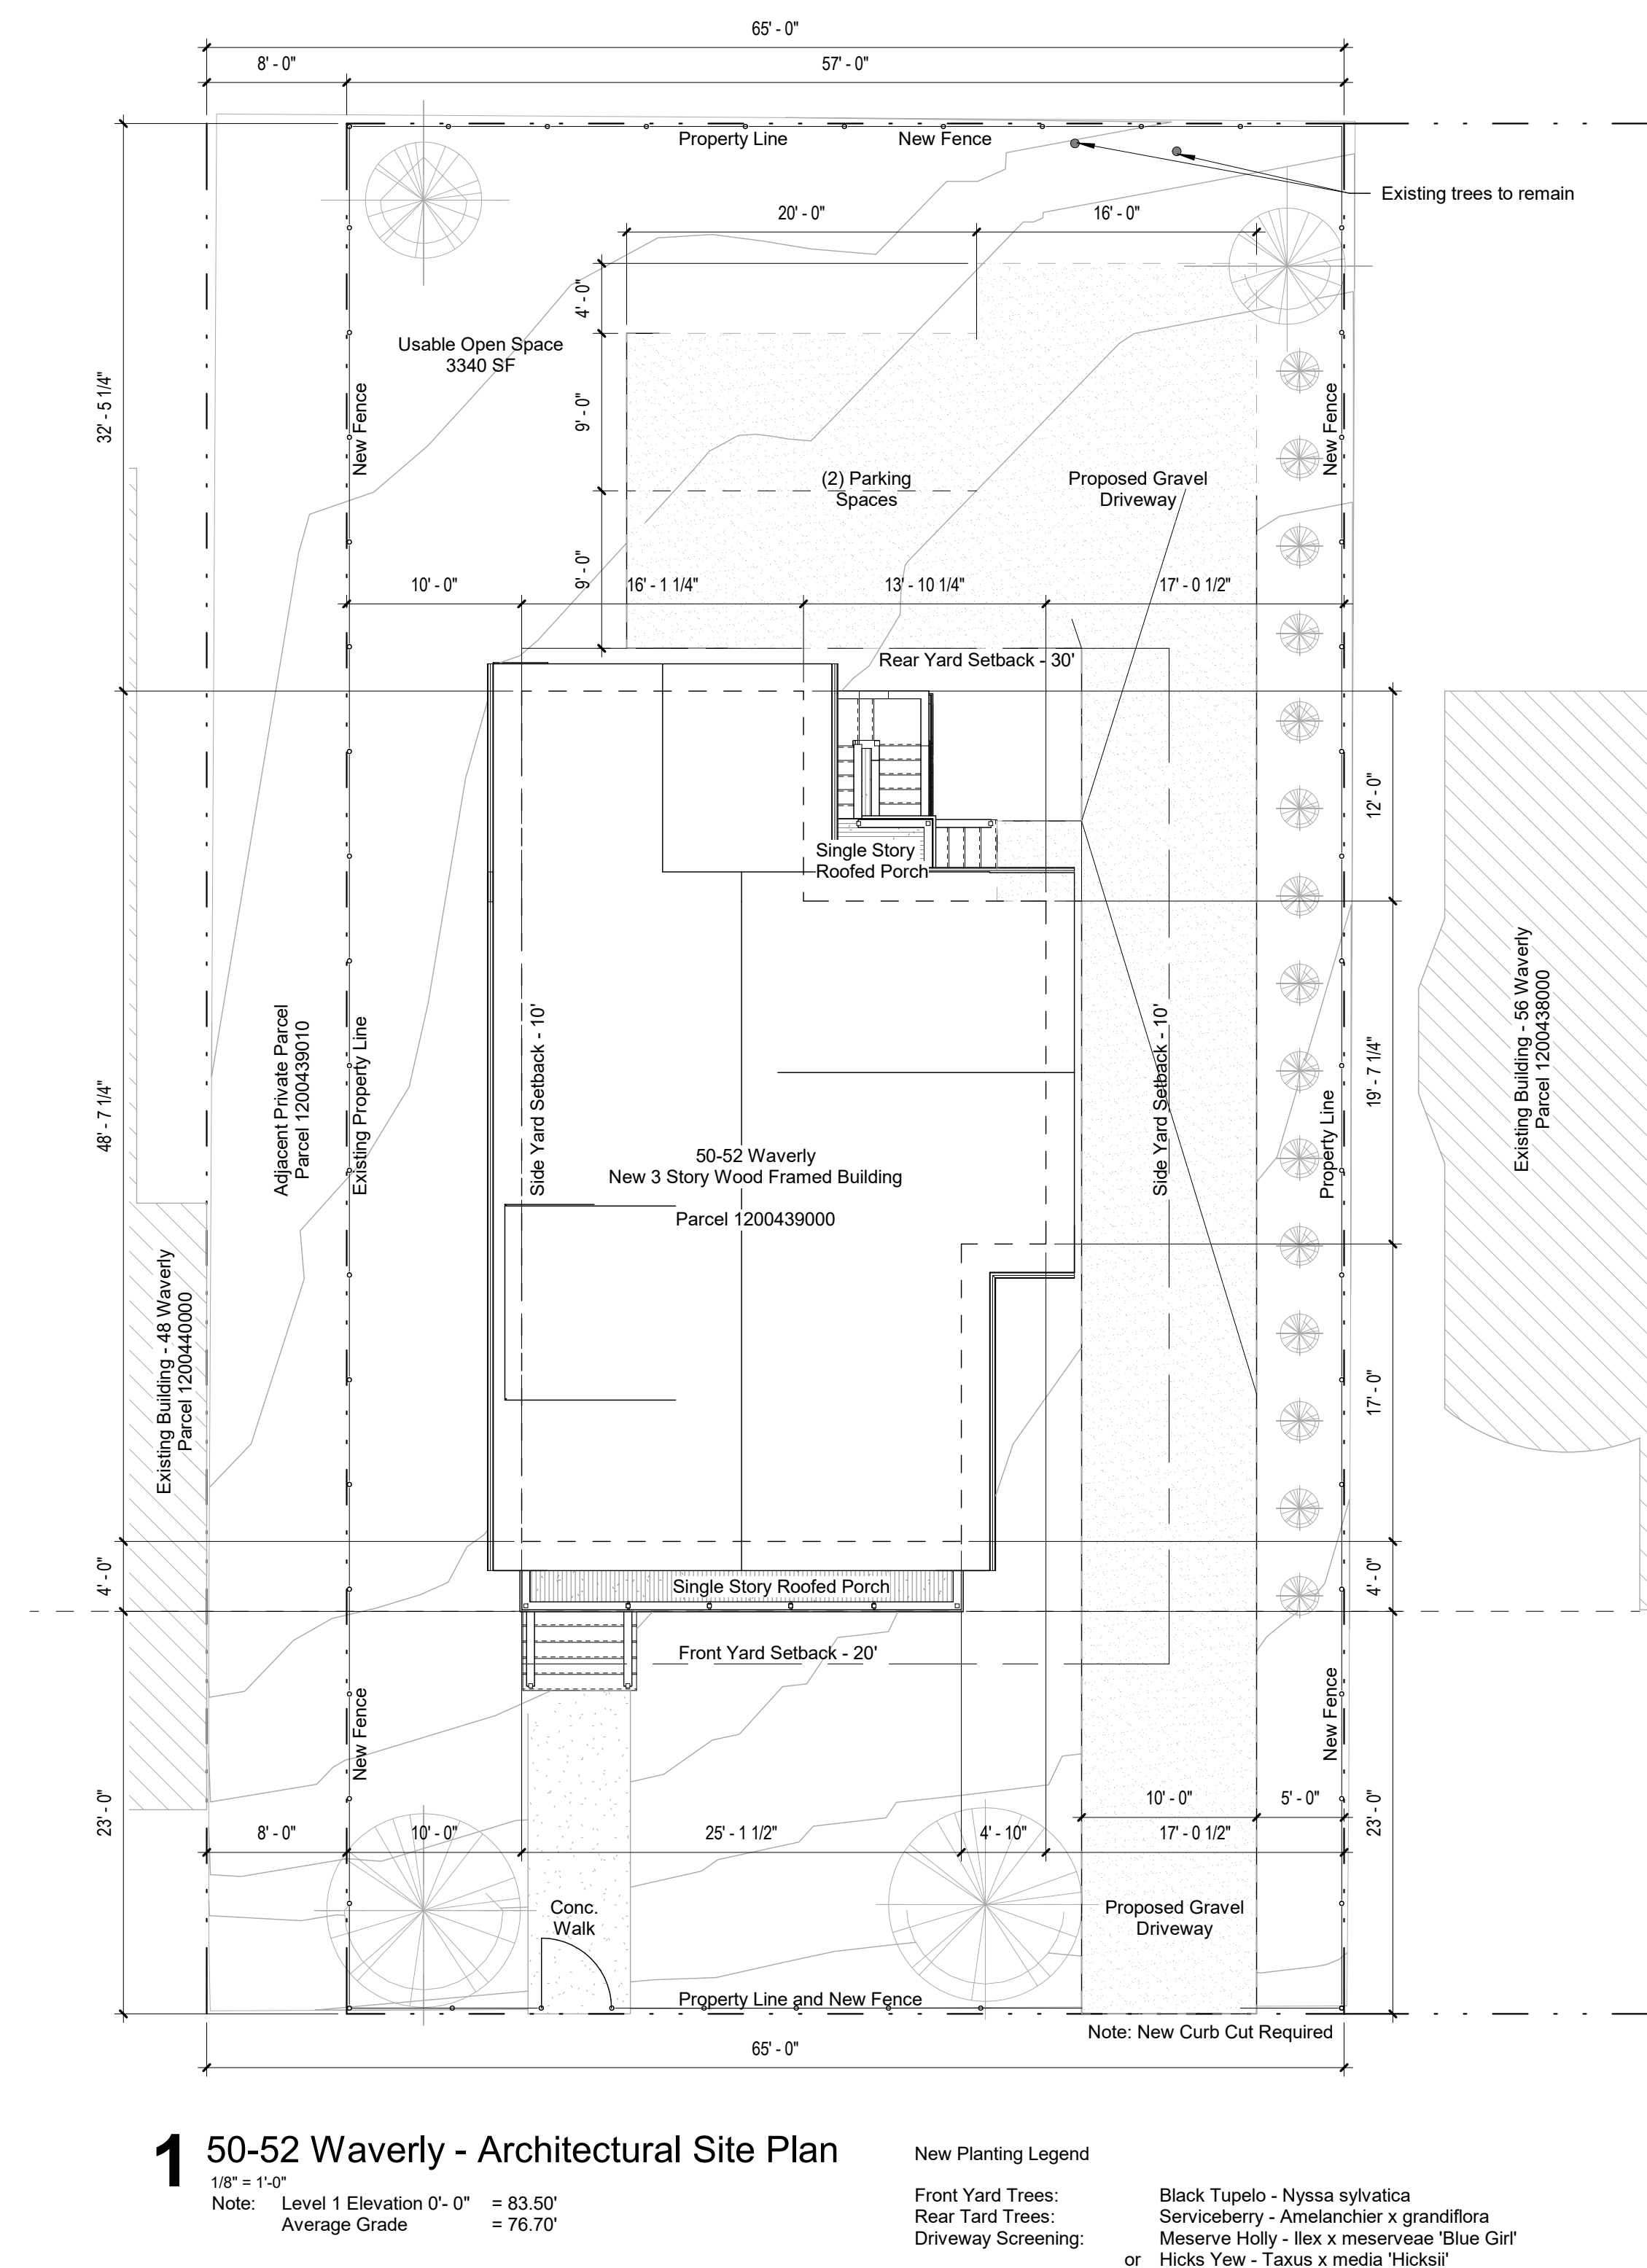 65' - 0"
8' - 0"
57' - 0"
Property Line
New Fence
Existing trees to remain
20' - 0"
16' - 0"
4' - 0"
Usable Open Space
3340 SF
32' - 5 1/4"
9' - 0"
New Fence
New Fence
(2) Parking
Spaces
Proposed Gravel
Driveway
9' - 0"
10' - 0"
16' - 1 1/4"
13' - 10 1/4"
17' - 0 1/2"
Rear Yard Setback - 30'
12' - 0"
Single Story
Roofed Porch
Existing Building - 56 Waverly
Parcel 1200438000
48' - 7 1/4"
Adjacent Private Parcel
Parcel 1200439010
Existing Property Line
Side Yard Setback - 10'
Side Yard Setback - 10'
Property Line
19' - 7 1/4"
50-52 Waverly
New 3 Story Wood Framed Building
Parcel 1200439000
Existing Building - 48 Waverly
Parcel 1200440000
17' - 0"
4' - 0"
Single Story Roofed Porch
4' - 0"
Front Yard Setback - 20'
New Fence
New Fence
23' - 0"
10' - 0"
5' - 0"
23' - 0"
8' - 0"
10' - 0"
25' - 1 1/2"
4' - 10"
17' - 0 1/2"
Conc.
Walk
Proposed Gravel
Driveway
Property Line and New Fence
Note: New Curb Cut Required
65' - 0"
1 50-52 Waverly - Architectural Site Plan
1/8" = 1'-0"
Note: Level 1 Elevation 0'- 0" = 83.50'
Average Grade = 76.70'
New Planting Legend
Front Yard Trees: Black Tupelo - Nyssa sylvatica
Rear Tard Trees: Serviceberry - Amelanchier x grandiflora
Driveway Screening: Meserve Holly - Ilex x meserveae 'Blue Girl'
or Hicks Yew - Taxus x media 'Hicksii'